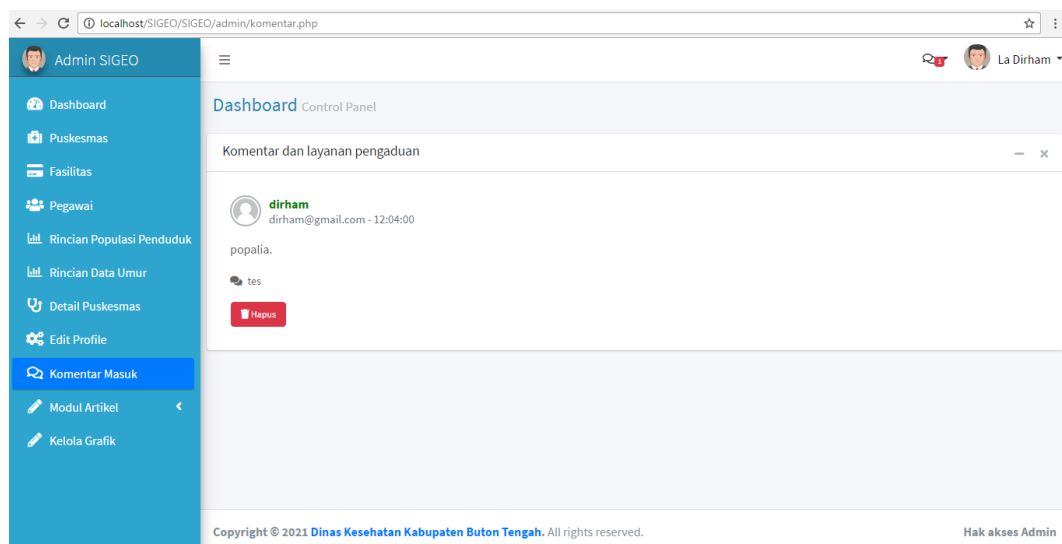 localhost/SIGEO/SIGEO/admin/komentar.php
Admin SIGEO
1
La Dirham
Dashboard
Puskesmas
Fasilitas
Pegawai
Rincian Populasi Penduduk
Rincian Data Umur
Detail Puskesmas
Edit Profile
Komentar Masuk
Modul Artikel
Kelola Grafik
Dashboard Control Panel
Komentar dan layanan pengaduan
dirham
dirham@gmail.com - 12:04:00
popalia.
tes
Hapus
Copyright © 2021 Dinas Kesehatan Kabupaten Buton Tengah. All rights reserved.
Hak akses Admin